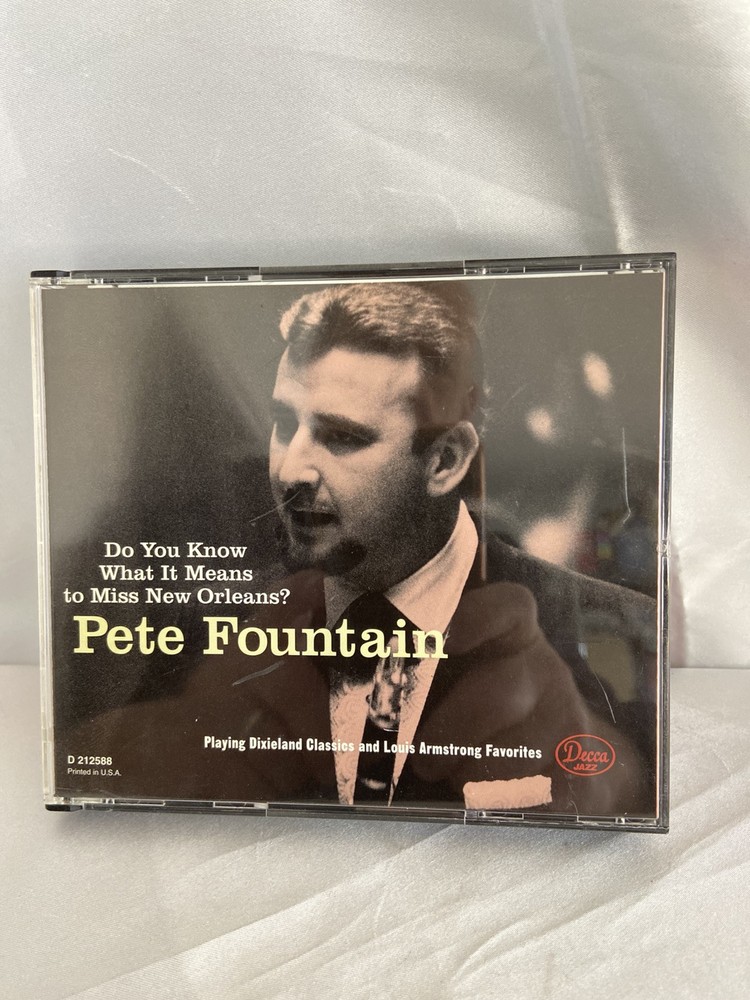 Do You Know
What It Means
to Miss New Orleans?
Pete Fountain
Playing Dixieland Classics and Louis Armstrong Favorites
Decca
JAZZ
D 212588
Printed in U.S.A.